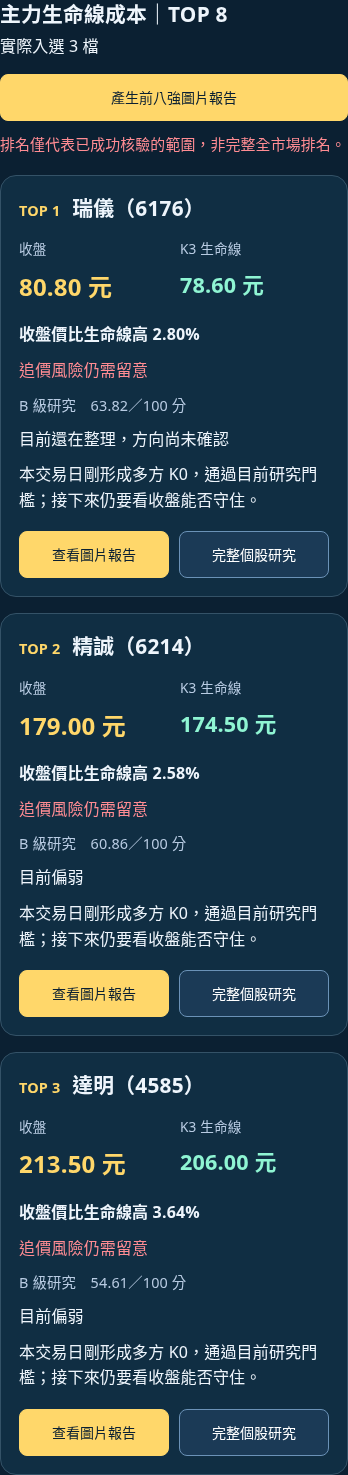 主力生命線成本｜TOP 8
實際入選 3 檔
產生前八強圖片報告
排名僅代表已成功核驗的範圍，非完整全市場排名。
TOP 1 瑞儀（6176）
收盤 K3 生命線
80.80 元 78.60 元
收盤價比生命線高 2.80%
追價風險仍需留意
B 級研究　63.82／100 分
目前還在整理，方向尚未確認
本交易日剛形成多方 K0，通過目前研究門
檻；接下來仍要看收盤能否守住。
查看圖片報告 完整個股研究
TOP 2 精誠（6214）
收盤 K3 生命線
179.00 元 174.50 元
收盤價比生命線高 2.58%
追價風險仍需留意
B 級研究　60.86／100 分
目前偏弱
本交易日剛形成多方 K0，通過目前研究門
檻；接下來仍要看收盤能否守住。
查看圖片報告 完整個股研究
TOP 3 達明（4585）
收盤 K3 生命線
213.50 元 206.00 元
收盤價比生命線高 3.64%
追價風險仍需留意
B 級研究　54.61／100 分
目前偏弱
本交易日剛形成多方 K0，通過目前研究門
檻；接下來仍要看收盤能否守住。
查看圖片報告 完整個股研究